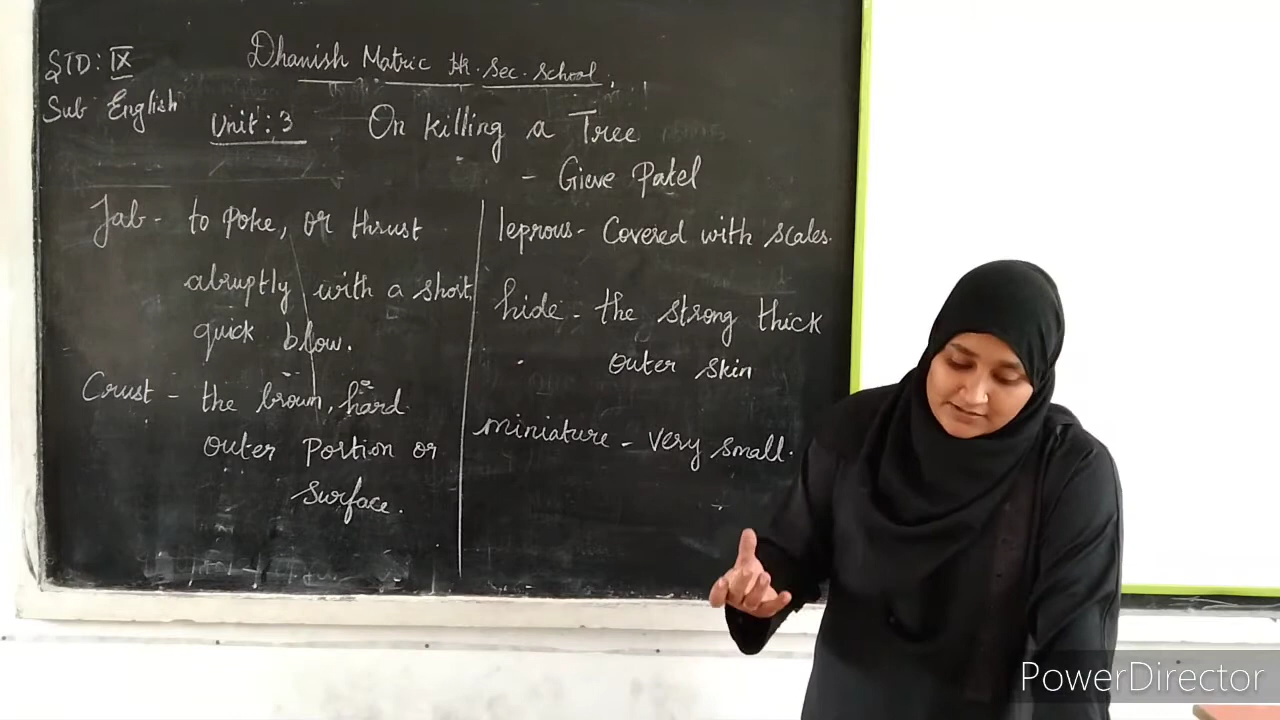 STD: IX
Dhanish Matric Hr. Sec. School.
Sub English
Unit: 3
On Killing a Tree
- Gieve Patel
Jab - to Poke, or thrust
abruptly with a short,
quick blow.
Crust - the brown, hard
outer Portion or
Surface.
leprous - Covered with scales.
hide - the strong thick
outer skin
miniature - very small.
PowerDirector